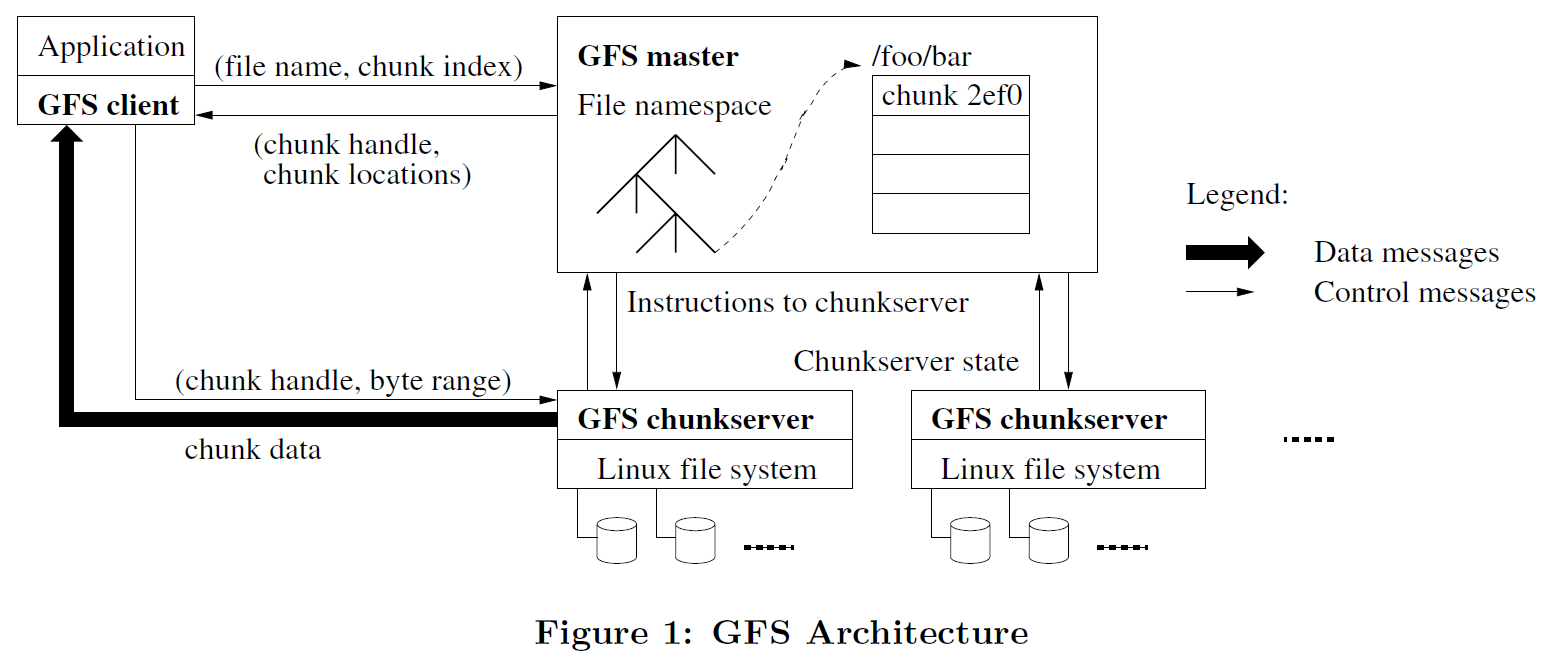 Application
GFS client
(file name, chunk index)
(chunk handle,
chunk locations)
GFS master
File namespace
/foo/bar
chunk 2ef0
Legend:
Data messages
Control messages
Instructions to chunkserver
Chunkserver state
(chunk handle, byte range)
chunk data
GFS chunkserver
Linux file system
GFS chunkserver
Linux file system
Figure 1: GFS Architecture